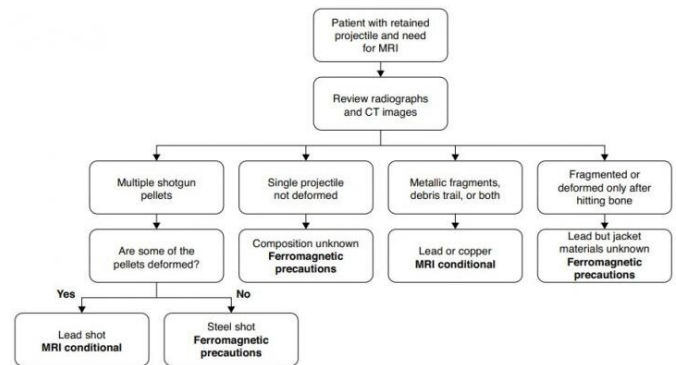 Patient with retained
projectile and need
for MRI
Review radiographs
and CT images
Multiple shotgun
pellets
Single projectile
not deformed
Metallic fragments,
debris trail, or both
Fragmented or
deformed only after
hitting bone
Are some of the
pellets deformed?
Composition unknown
Ferromagnetic
precautions
Lead or copper
MRI conditional
Lead but jacket
materials unknown
Ferromagnetic
precautions
Yes
No
Lead shot
MRI conditional
Steel shot
Ferromagnetic
precautions